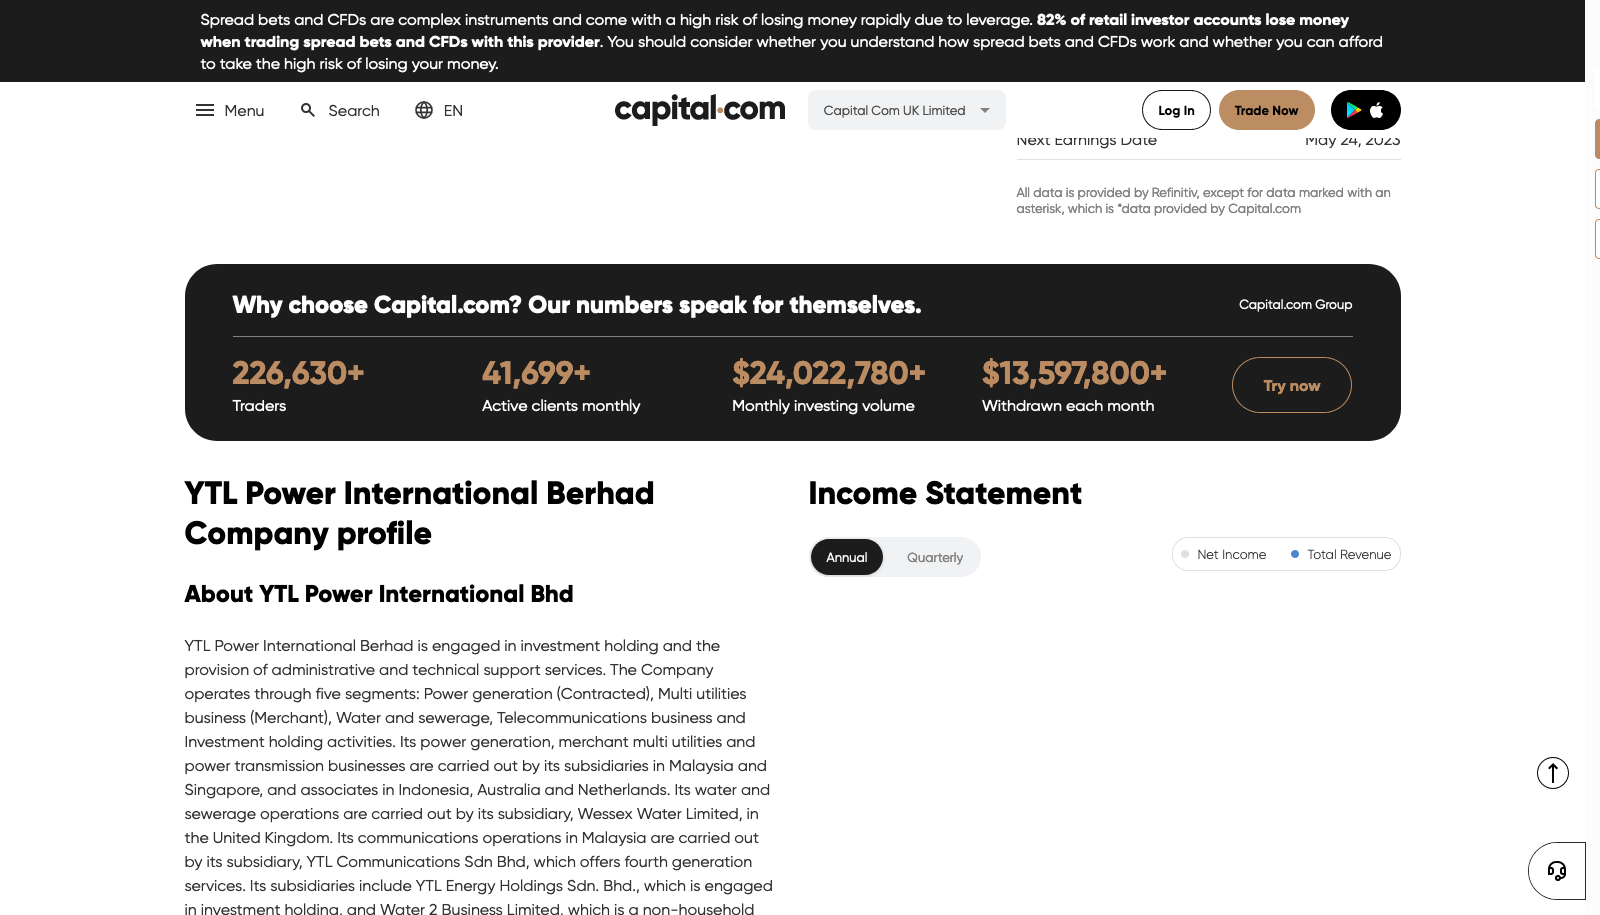 Spread bets and CFDs are complex instruments and come with a high risk of losing money rapidly due to leverage. 82% of retail investor accounts lose money
when trading spread bets and CFDs with this provider. You should consider whether you understand how spread bets and CFDs work and whether you can afford
to take the high risk of losing your money.
Menu Search EN capital.com Capital Com UK Limited Log In Trade Now
Next Earnings Date May 24, 2023
All data is provided by Refinitiv, except for data marked with an
asterisk, which is *data provided by Capital.com
Why choose Capital.com? Our numbers speak for themselves. Capital.com Group
226,630+ 41,699+ $24,022,780+ $13,597,800+
Traders Active clients monthly Monthly investing volume Withdrawn each month
Try now
YTL Power International Berhad
Company profile
About YTL Power International Bhd
YTL Power International Berhad is engaged in investment holding and the
provision of administrative and technical support services. The Company
operates through five segments: Power generation (Contracted), Multi utilities
business (Merchant), Water and sewerage, Telecommunications business and
Investment holding activities. Its power generation, merchant multi utilities and
power transmission businesses are carried out by its subsidiaries in Malaysia and
Singapore, and associates in Indonesia, Australia and Netherlands. Its water and
sewerage operations are carried out by its subsidiary, Wessex Water Limited, in
the United Kingdom. Its communications operations in Malaysia are carried out
by its subsidiary, YTL Communications Sdn Bhd, which offers fourth generation
services. Its subsidiaries include YTL Energy Holdings Sdn. Bhd., which is engaged
in investment holding, and Water 2 Business Limited, which is a non-household
Income Statement
Annual Quarterly
Net Income Total Revenue